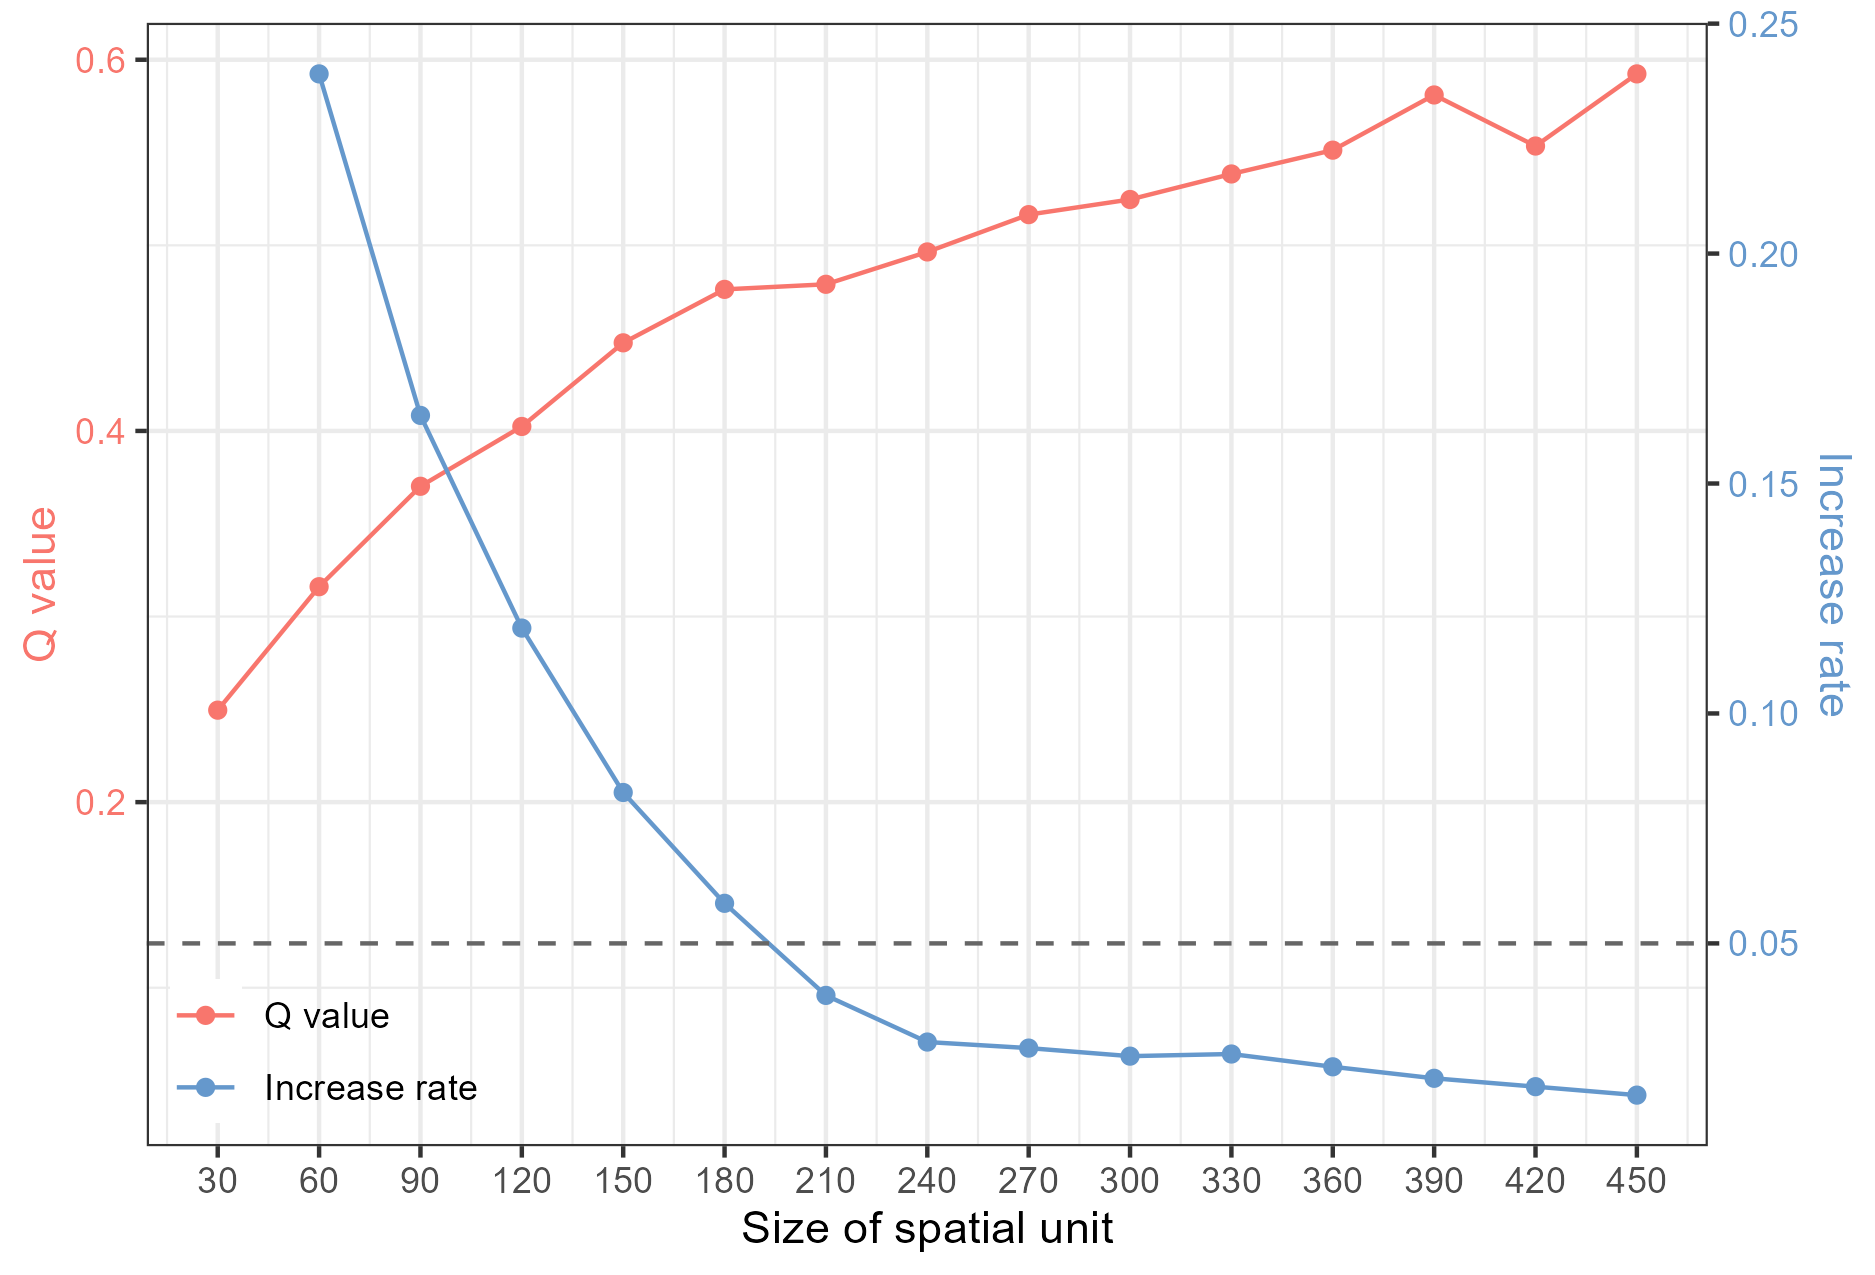 0.6
0.4
0.2
Q value
0.25
0.20
0.15
0.10
0.05
Increase rate
Q value
Increase rate
30 60 90 120 150 180 210 240 270 300 330 360 390 420 450
Size of spatial unit